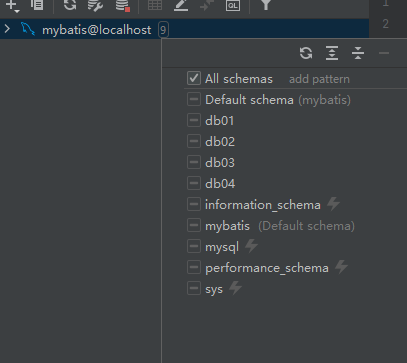 QL
1
mybatis@localhost 9
2
All schemas add pattern
Default schema (mybatis)
db01
db02
db03
db04
information_schema
mybatis (Default schema)
mysql
performance_schema
sys